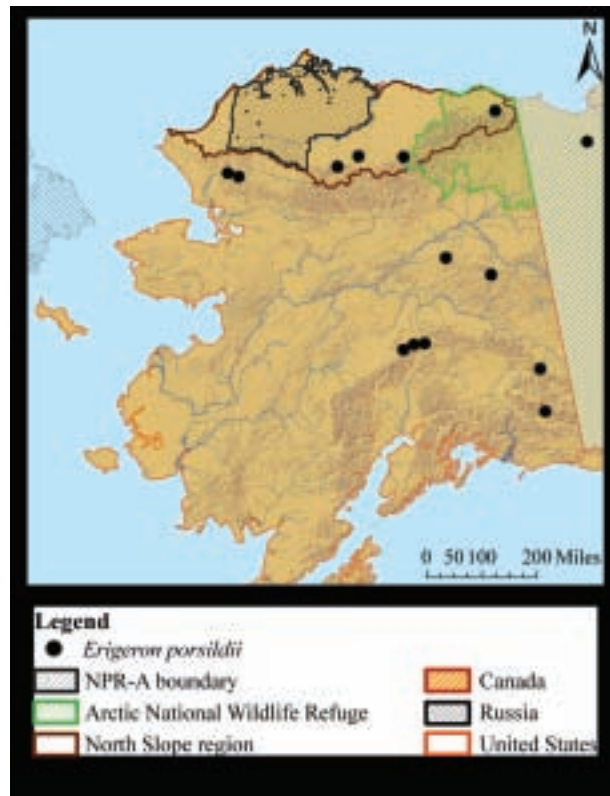 N
0 50 100 200 Miles
Legend
Erigeron porsildii
NPR-A boundary
Arctic National Wildlife Refuge
North Slope region
Canada
Russia
United States